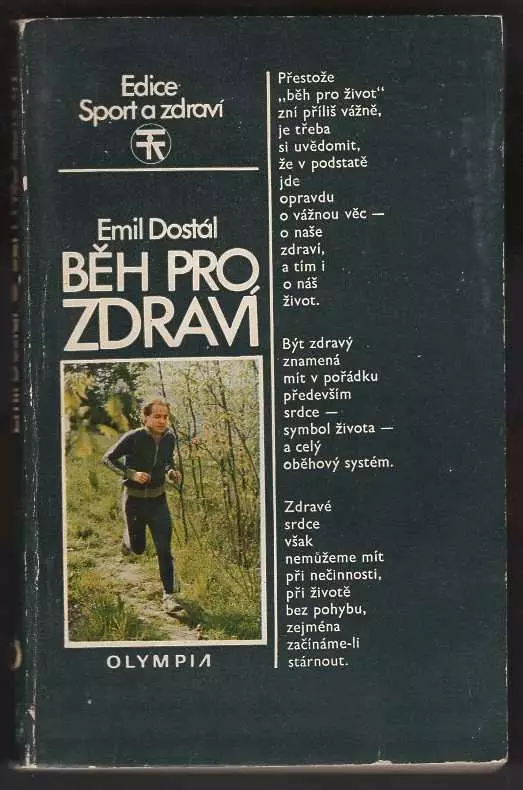 Edice
Sport a zdraví
Emil Dostál
BĚH PRO
ZDRAVÍ
OLYMPIA
Přestože
„běh pro život“
zní příliš vážně,
je třeba
si uvědomit,
že v podstatě
jde
opravdu
o vážnou věc —
o naše
zdraví,
a tím i
o náš
život.
Být zdravý
znamená
mít v pořádku
především
srdce —
symbol života —
a celý
oběhový systém.
Zdravé
srdce
však
nemůžeme mít
při nečinnosti,
při životě
bez pohybu,
zejména
začínáme-li
stárnout.